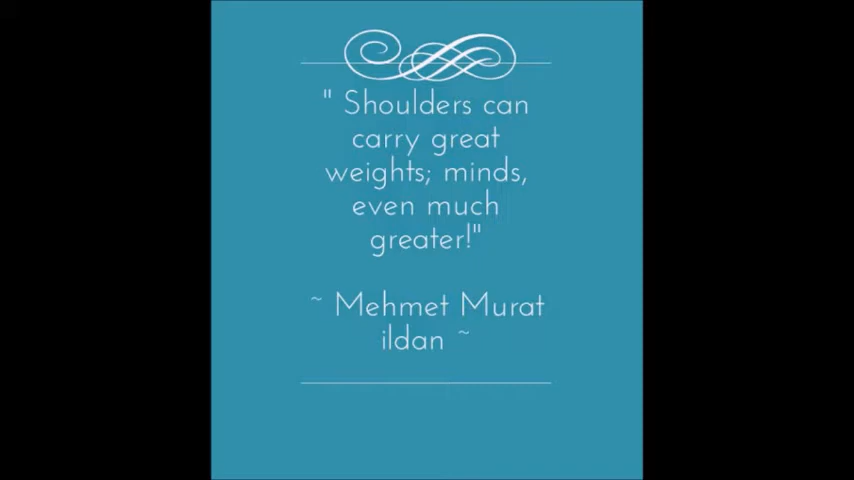 " Shoulders can
carry great
weights; minds,
even much
greater!"
~ Mehmet Murat
ildan ~